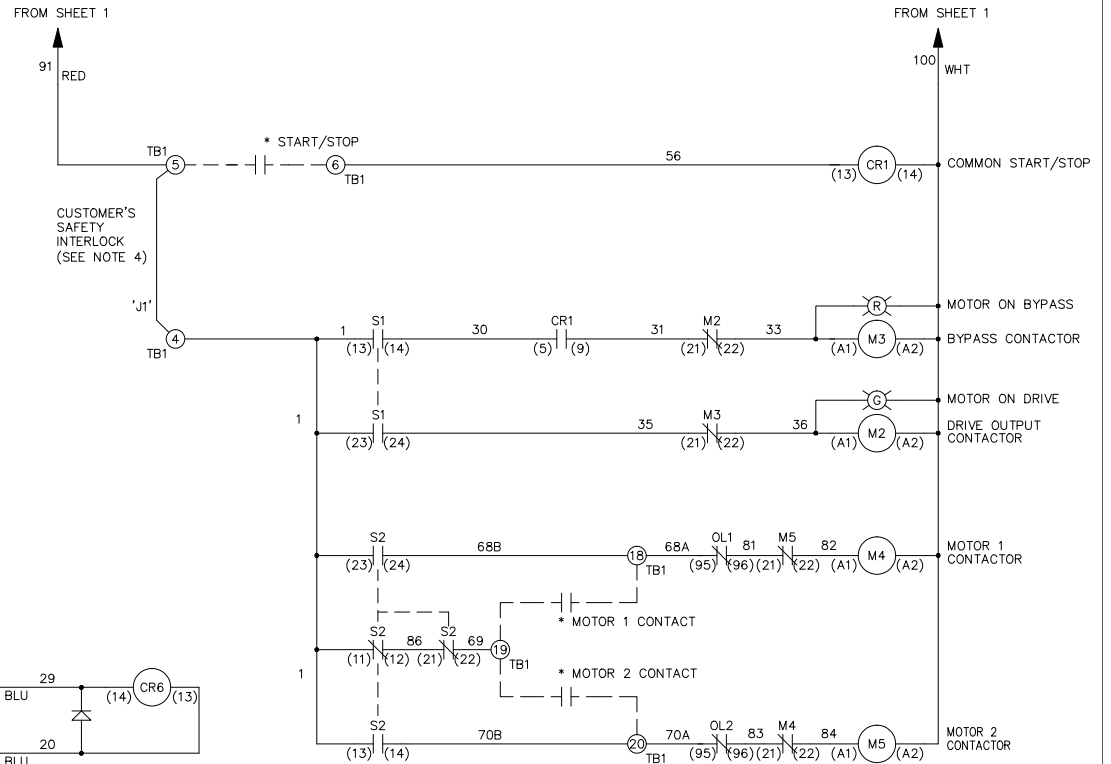 FROM SHEET 1
FROM SHEET 1
91
RED
100
WHT
* START/STOP
TB1
5
6
TB1
56
CR1
(13)
(14)
COMMON START/STOP
CUSTOMER'S
SAFETY
INTERLOCK
(SEE NOTE 4)
'J1'
4
TB1
R
MOTOR ON BYPASS
1
S1
(13)
(14)
30
CR1
(5)
(9)
31
M2
(21)
(22)
33
(A1)
M3
(A2)
BYPASS CONTACTOR
G
MOTOR ON DRIVE
1
S1
(23)
(24)
35
M3
(21)
(22)
36
(A1)
M2
(A2)
DRIVE OUTPUT
CONTACTOR
S2
(23)
(24)
68B
18
TB1
68A
OL1
(95)
(96)
81
M5
(21)
(22)
82
(A1)
M4
(A2)
MOTOR 1
CONTACTOR
* MOTOR 1 CONTACT
S2
(11)
(12)
86
S2
(21)
(22)
69
19
TB1
* MOTOR 2 CONTACT
1
S2
(13)
(14)
70B
20
TB1
70A
OL2
(95)
(96)
83
M4
(21)
(22)
84
(A1)
M5
(A2)
MOTOR 2
CONTACTOR
29
BLU
(14)
CR6
(13)
20
BLU